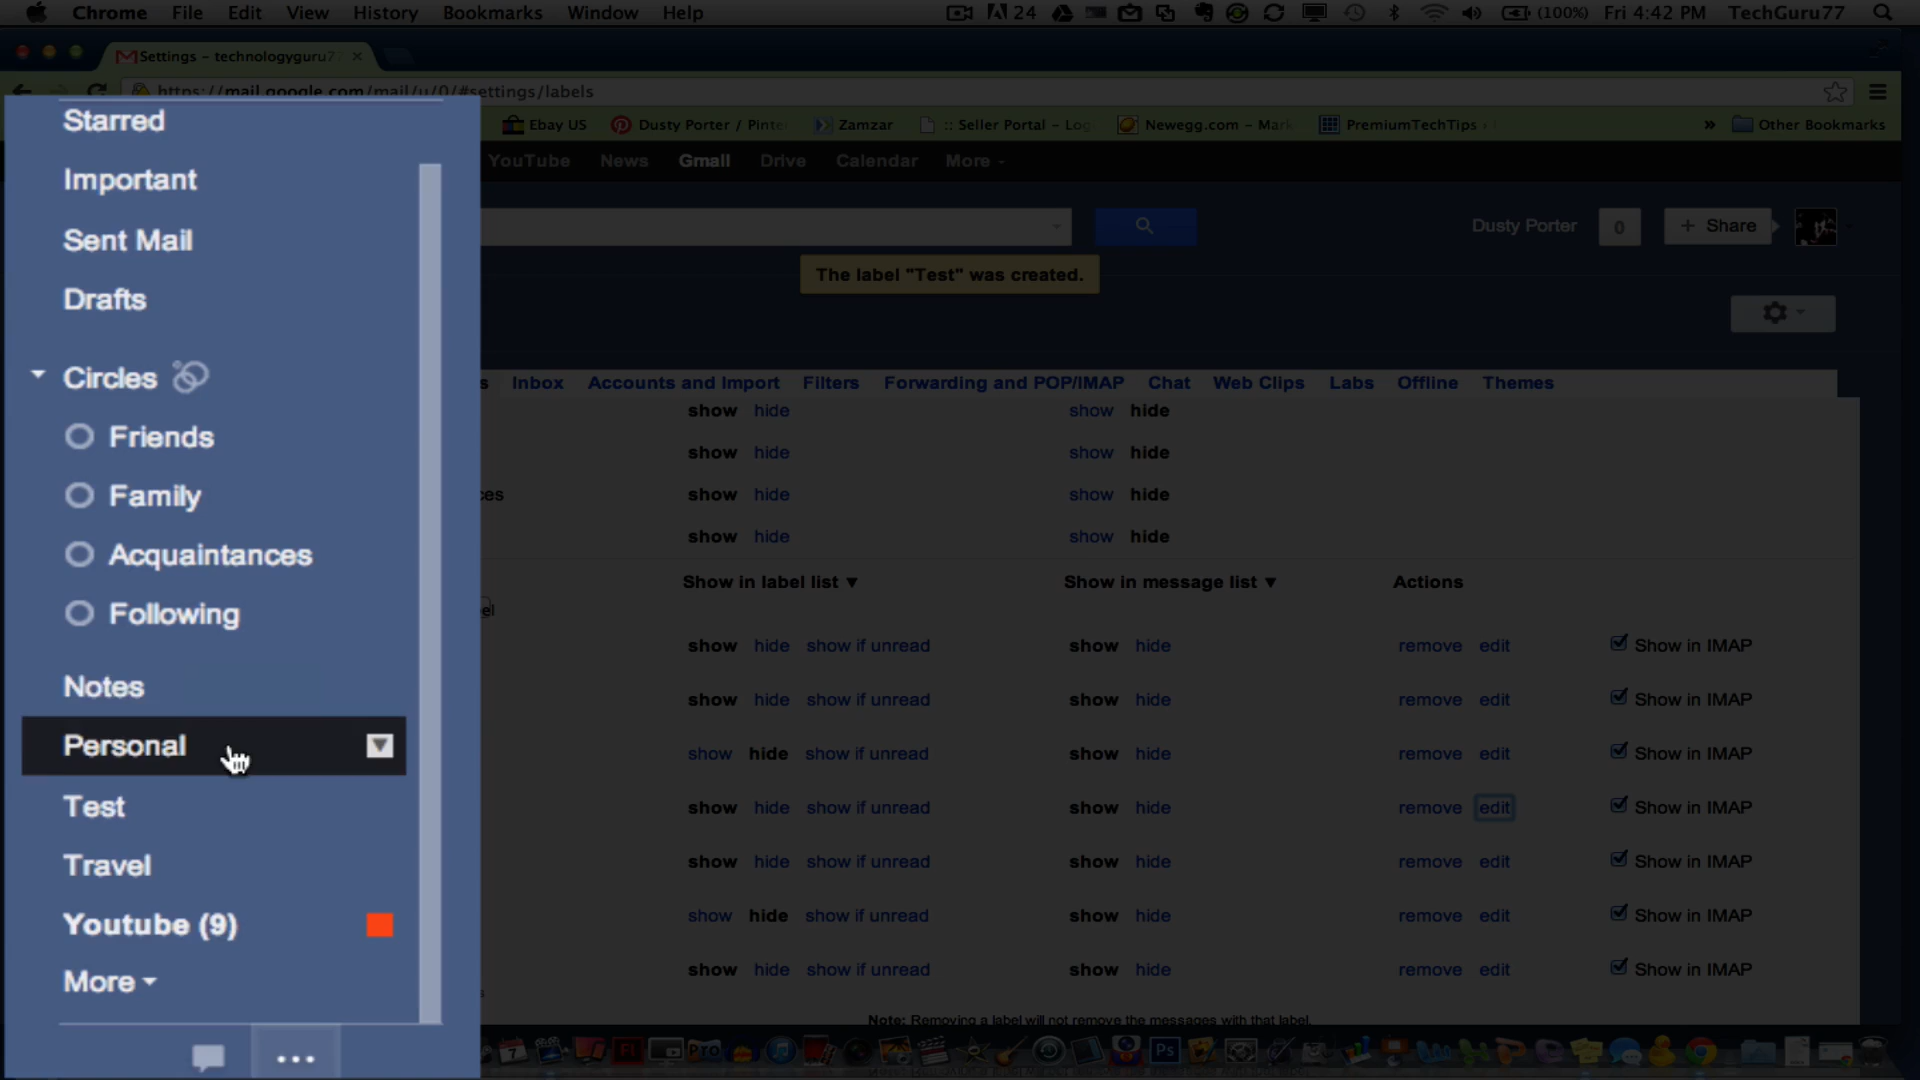 Chrome File Edit View History Bookmarks Window Help 24 (100%) Fri 4:42 PM TechGuru77
Settings – technologyguru77
https://mail.google.com/mail/u/0/#settings/labels
Ebay US Dusty Porter / Pinte Zamzar :: Seller Portal – Log Newegg.com – Mark PremiumTechTips » Other Bookmarks
YouTube News Gmail Drive Calendar More
Dusty Porter 0 + Share
The label "Test" was created.
s Inbox Accounts and Import Filters Forwarding and POP/IMAP Chat Web Clips Labs Offline Themes
Starred
Important
Sent Mail
Drafts
Circles
Friends
Family
Acquaintances
Following
Notes
Personal
Test
Travel
Youtube (9)
More
show hide show hide
show hide show hide
ces show hide show hide
show hide show hide
Show in label list ▼ Show in message list ▼ Actions
el
show hide show if unread show hide remove edit Show in IMAP
show hide show if unread show hide remove edit Show in IMAP
show hide show if unread show hide remove edit Show in IMAP
show hide show if unread show hide remove edit Show in IMAP
show hide show if unread show hide remove edit Show in IMAP
show hide show if unread show hide remove edit Show in IMAP
show hide show if unread show hide remove edit Show in IMAP
Note: Removing a label will not remove the messages with that label.
7 Fl Pro Ps